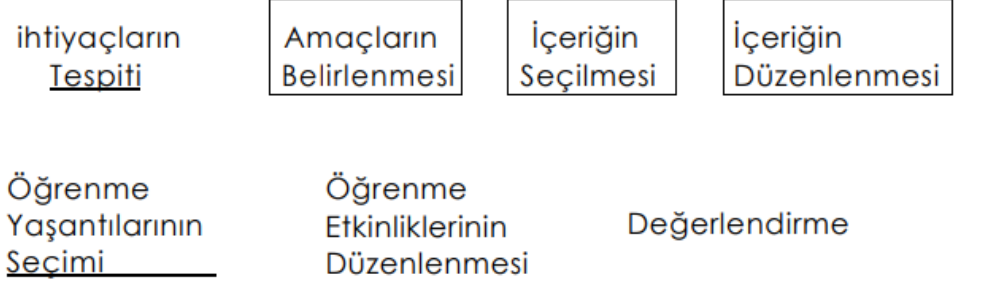 ihtiyaçların
Tespiti
Amaçların
Belirlenmesi
İçeriğin
Seçilmesi
İçeriğin
Düzenlenmesi
Öğrenme
Yaşantılarının
Seçimi
Öğrenme
Etkinliklerinin
Düzenlenmesi
Değerlendirme